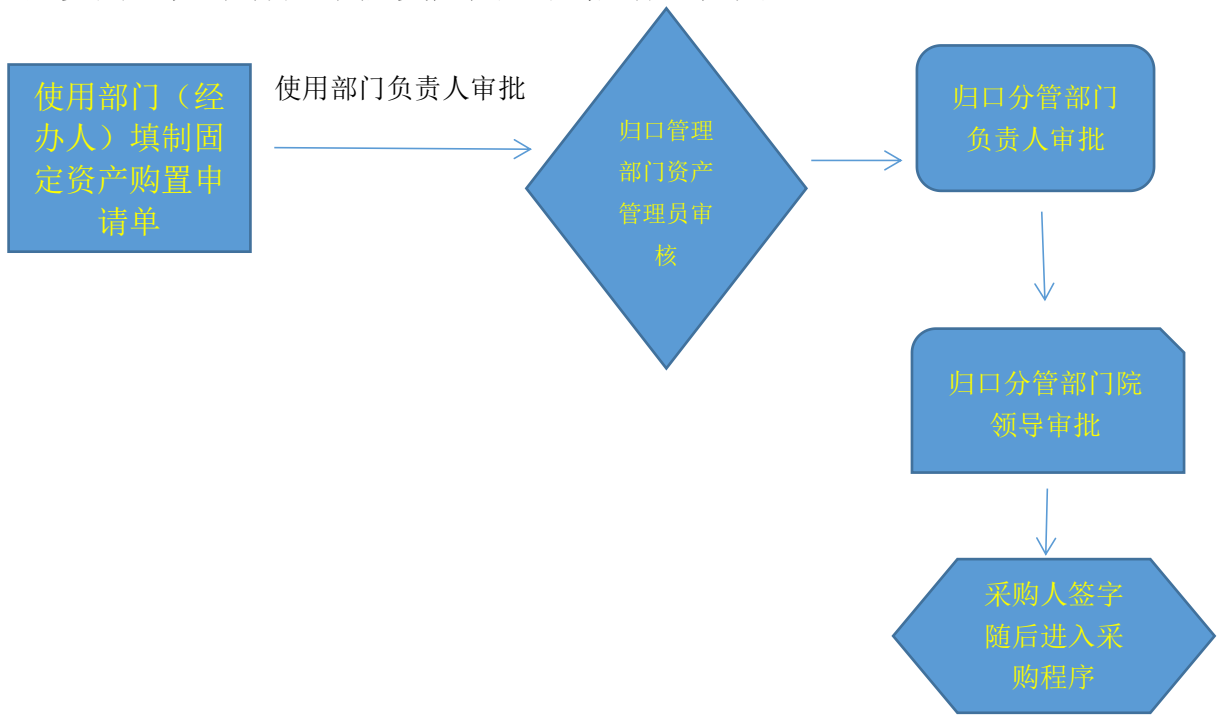 使用部门（经
办人）填制固
定资产购置申
请单
使用部门负责人审批
归口管理
部门资产
管理员审
核
归口分管部门
负责人审批
归口分管部门院
领导审批
采购人签字
随后进入采
购程序